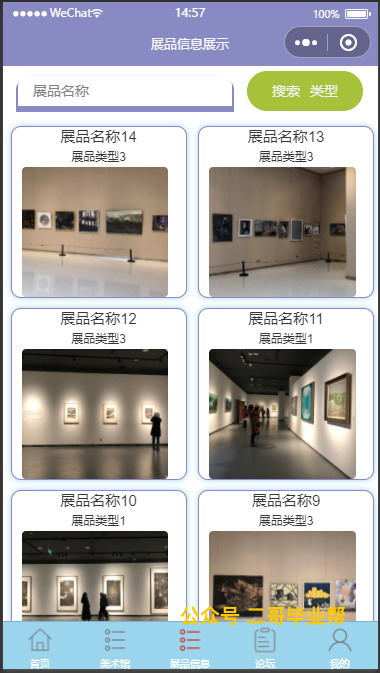 ●●●●● WeChat 14:57 100%
展品信息展示
展品名称 搜索 类型
展品名称14 展品名称13
展品类型3 展品类型3
展品名称12 展品名称11
展品类型3 展品类型1
展品名称10 展品名称9
展品类型1 展品类型3
公众号 二哥毕业帮
首页 美术馆 展品信息 论坛 我的